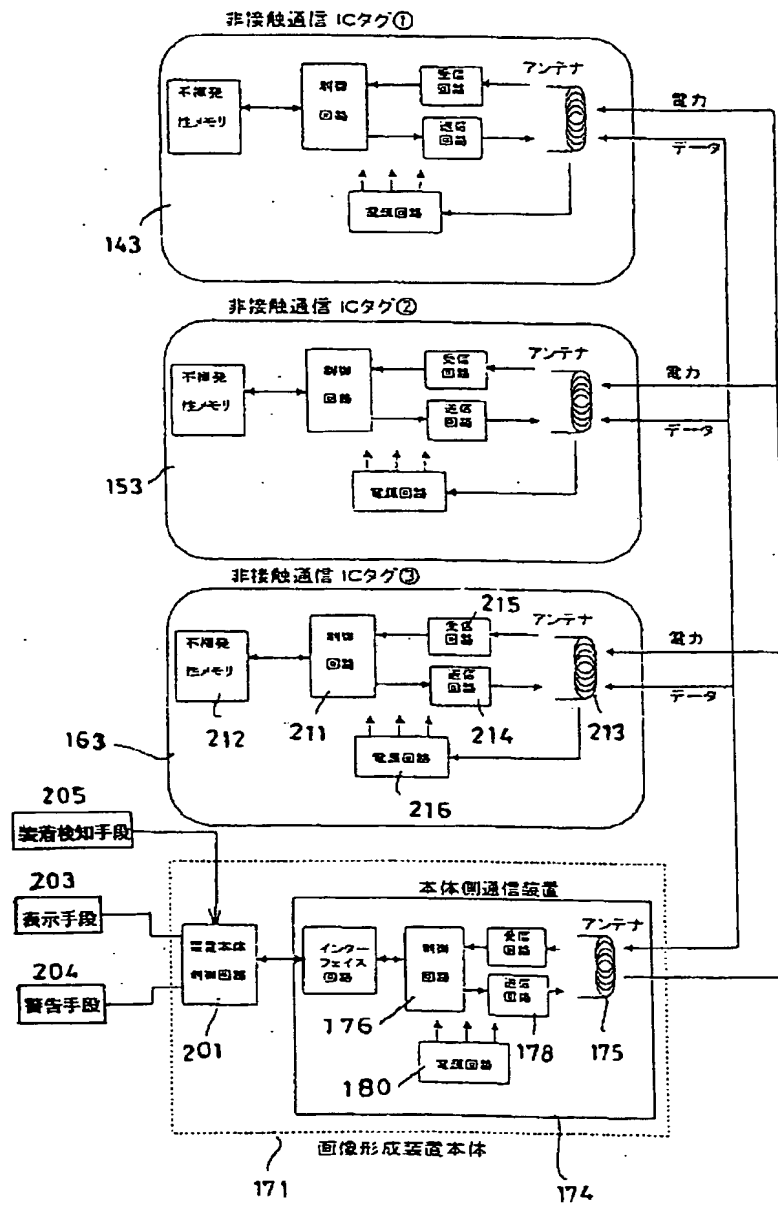 非接触通信 ICタグ①
アンテナ
不揮発
性メモリ
制御
回路
受信
回路
送信
回路
電力
データ
電源回路
143
非接触通信 ICタグ②
アンテナ
不揮発
性メモリ
制御
回路
受信
回路
送信
回路
電力
データ
電源回路
153
非接触通信 ICタグ③
アンテナ
215
不揮発
性メモリ
制御
回路
受信
回路
送信
回路
電力
データ
212
211
214
213
163
電源回路
216
205
装着検知手段
203
表示手段
204
警告手段
本体側通信装置
アンテナ
装置本体
制御回路
インター
フェイス
回路
制御
回路
受信
回路
送信
回路
201
176
178
175
180
電源回路
画像形成装置本体
171
174